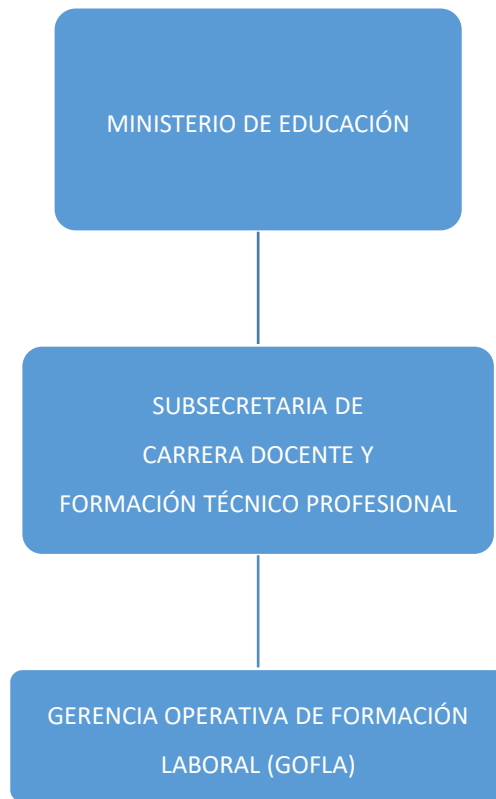 MINISTERIO DE EDUCACIÓN
SUBSECRETARIA DE
CARRERA DOCENTE Y
FORMACIÓN TÉCNICO PROFESIONAL
GERENCIA OPERATIVA DE FORMACIÓN
LABORAL (GOFLA)